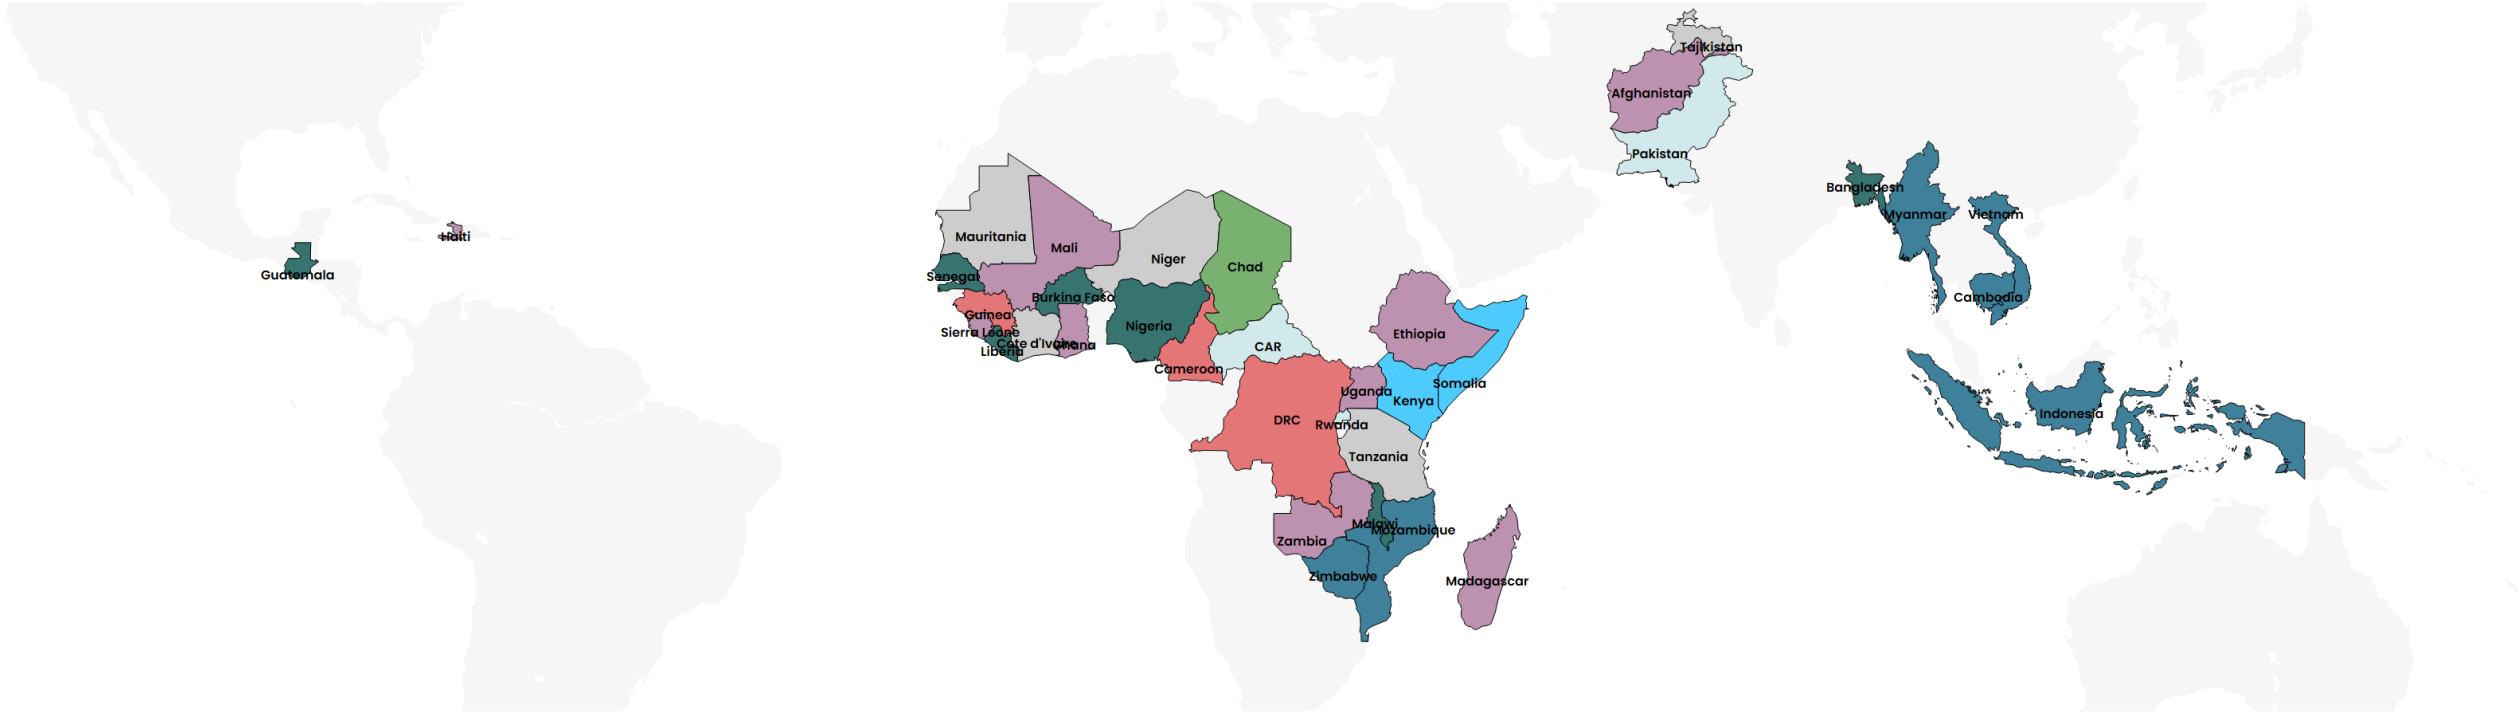 Tajikistan
Afghanistan
Pakistan
Bangladesh
Myanmar
Vietnam
Haiti
Mauritania
Mali
Niger
Chad
Guatemala
Senegal
Burkina Faso
Cambodia
Guinea
Nigeria
Sierra Leone
Ethiopia
Cote d'Ivoire
Ghana
Liberia
CAR
Cameroon
Somalia
Uganda
Kenya
Indonesia
DRC
Rwanda
Tanzania
Malawi
Mozambique
Zambia
Zimbabwe
Madagascar